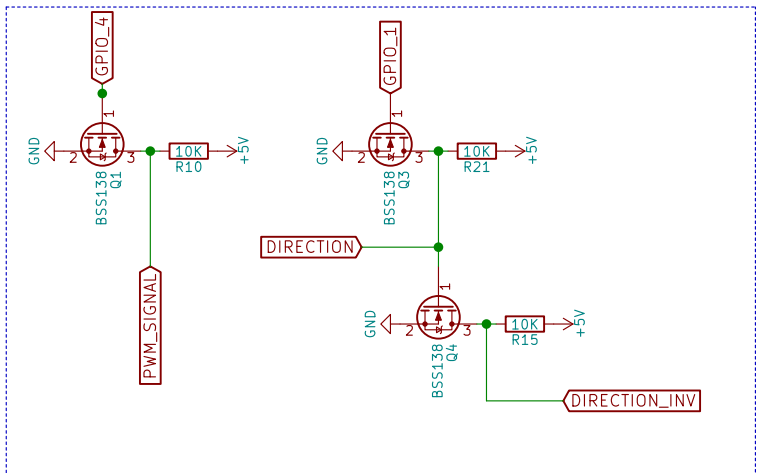 GPIO_4
1
GND
2
3
10K
R10
+5V
BSS138
Q1
PWM_SIGNAL
GPIO_1
1
GND
2
3
10K
R21
+5V
BSS138
Q3
DIRECTION
1
GND
2
3
10K
R15
+5V
BSS138
Q4
DIRECTION_INV